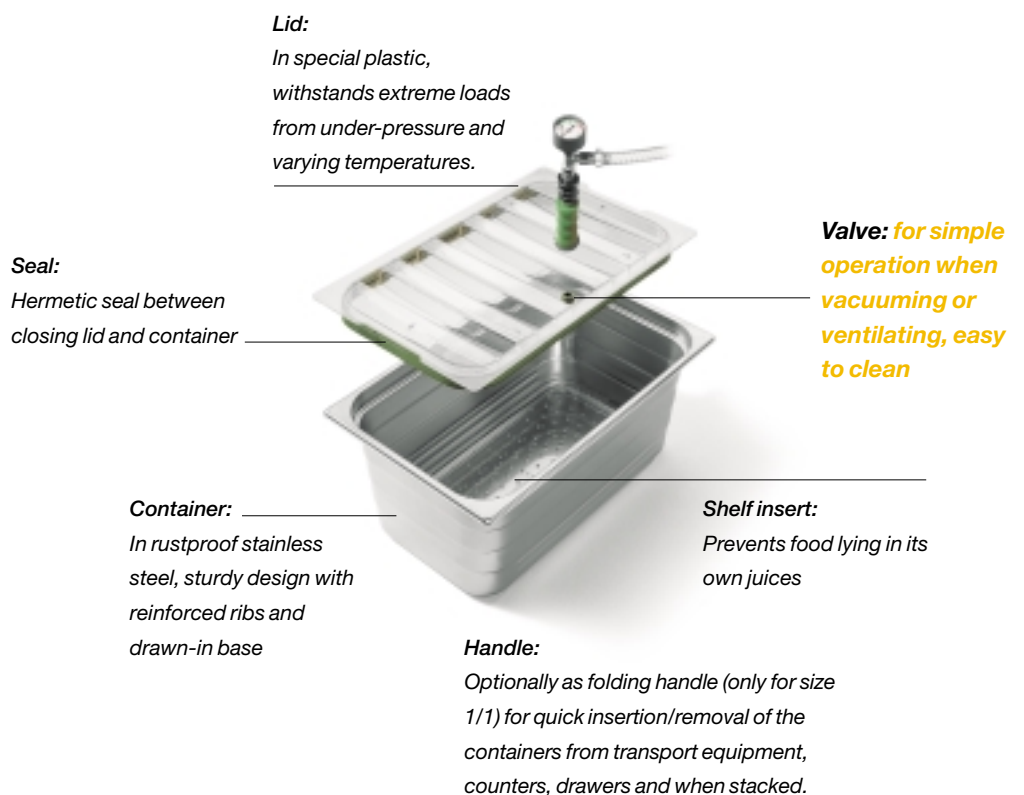 Lid:
In special plastic,
withstands extreme loads
from under-pressure and
varying temperatures.
Valve: for simple
operation when
vacuuming or
ventilating, easy
to clean
Seal:
Hermetic seal between
closing lid and container
Container:
In rustproof stainless
steel, sturdy design with
reinforced ribs and
drawn-in base
Shelf insert:
Prevents food lying in its
own juices
Handle:
Optionally as folding handle (only for size
1/1) for quick insertion/removal of the
containers from transport equipment,
counters, drawers and when stacked.